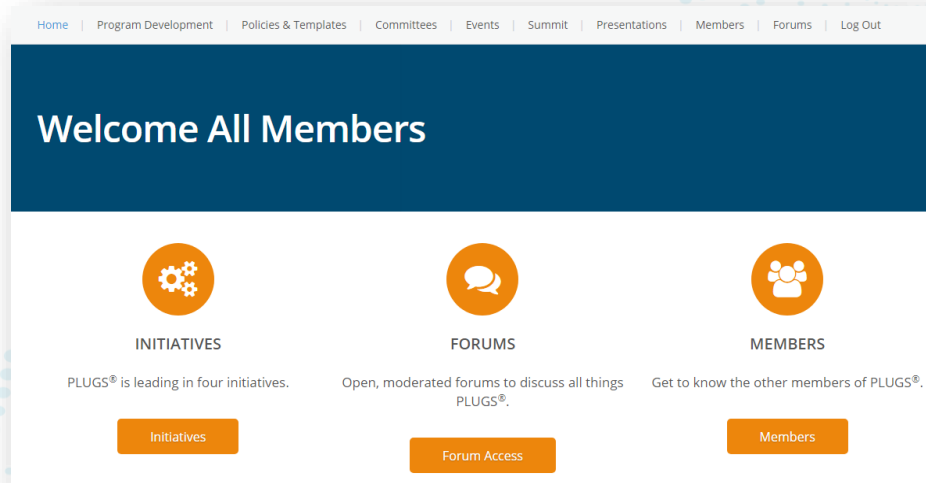 Home | Program Development | Policies & Templates | Committees | Events | Summit | Presentations | Members | Forums | Log Out
Welcome All Members
INITIATIVES
PLUGS® is leading in four initiatives.
Initiatives
FORUMS
Open, moderated forums to discuss all things
PLUGS®.
Forum Access
MEMBERS
Get to know the other members of PLUGS®.
Members